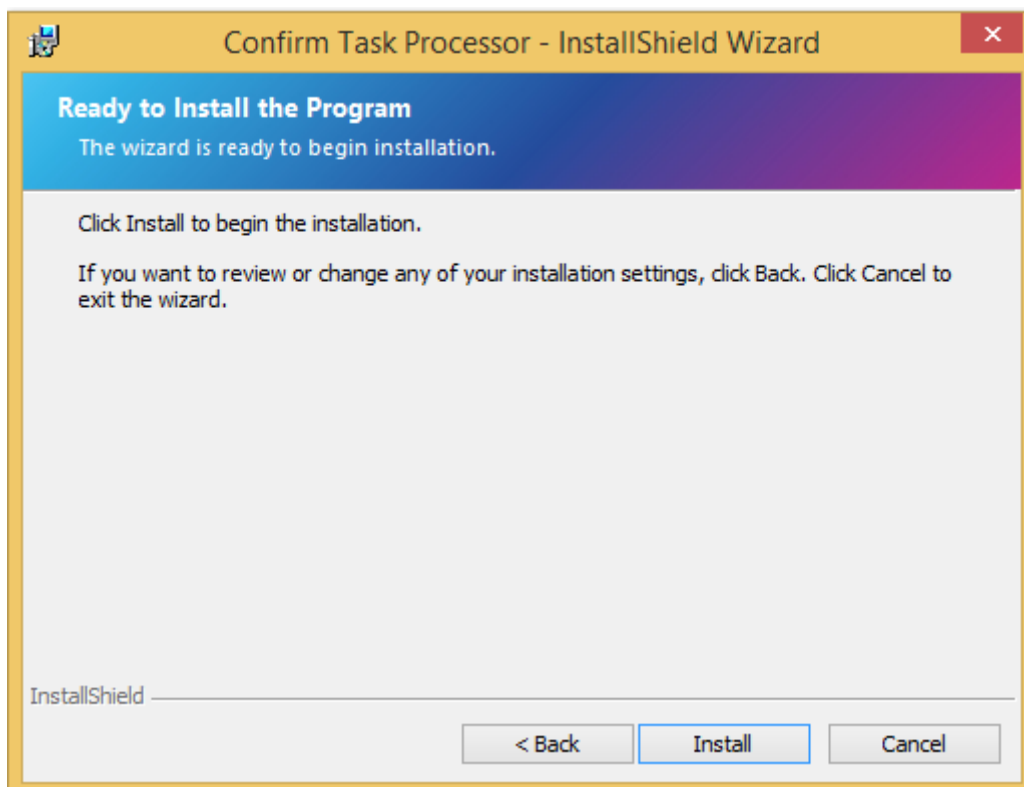 Confirm Task Processor - InstallShield Wizard
Ready to Install the Program
The wizard is ready to begin installation.
Click Install to begin the installation.
If you want to review or change any of your installation settings, click Back. Click Cancel to
exit the wizard.
InstallShield
< Back
Install
Cancel